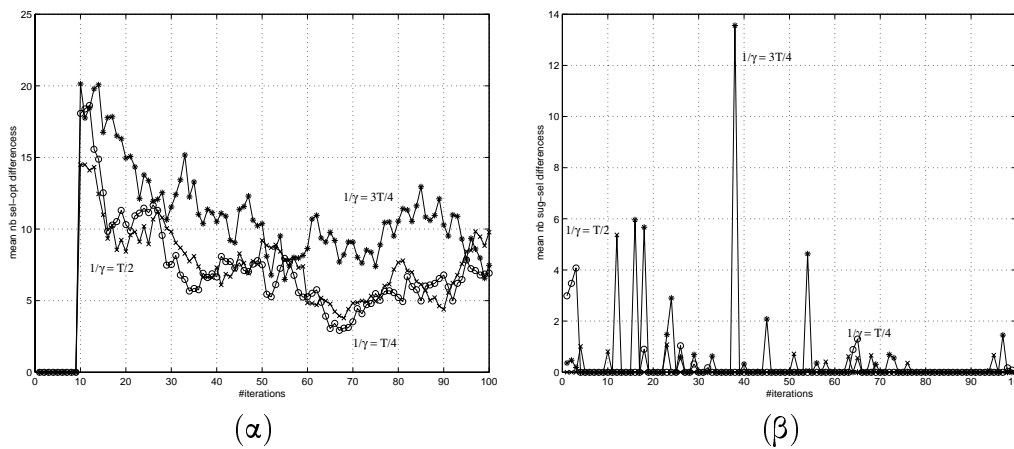 25
20
15
10
5
0
mean nb sel-opt differencess
1/γ = 3T/4
1/γ = T/2
1/γ = T/4
0 10 20 30 40 50 60 70 80 90 100
#iterations
(α)
14
12
10
8
6
4
2
0
mean nb sug-sel differencess
1/γ = 3T/4
1/γ = T/2
1/γ = T/4
0 10 20 30 40 50 60 70 80 90 100
#iterations
(β)